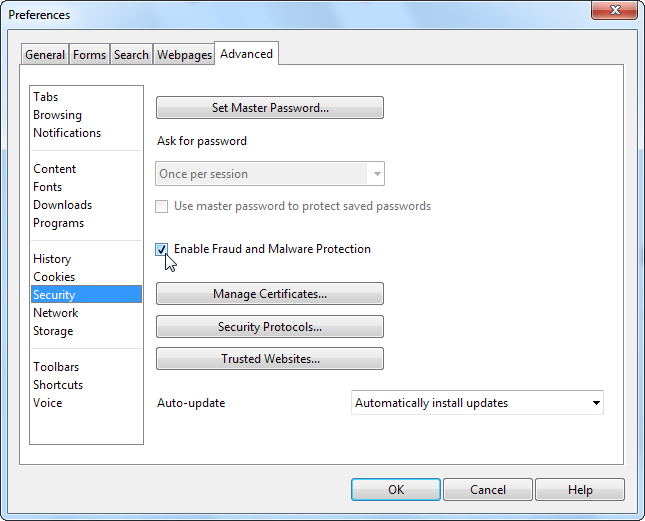 Preferences
General Forms Search Webpages Advanced
Tabs
Browsing
Notifications
Content
Fonts
Downloads
Programs
History
Cookies
Security
Network
Storage
Toolbars
Shortcuts
Voice
Set Master Password...
Ask for password
Once per session
Use master password to protect saved passwords
Enable Fraud and Malware Protection
Manage Certificates...
Security Protocols...
Trusted Websites...
Auto-update Automatically install updates
OK Cancel Help